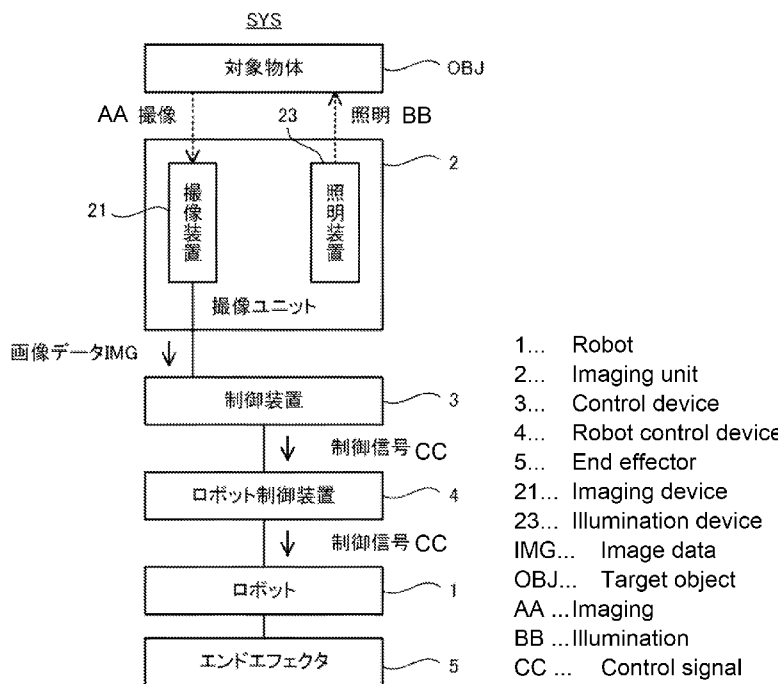 SYS
対象物体
OBJ
AA 撮像
23
照明 BB
2
21
撮像装置
照明装置
撮像ユニット
画像データIMG
制御装置
3
制御信号 CC
ロボット制御装置
4
制御信号 CC
ロボット
1
エンドエフェクタ
5
1... Robot
2... Imaging unit
3... Control device
4... Robot control device
5... End effector
21... Imaging device
23... Illumination device
IMG... Image data
OBJ... Target object
AA ... Imaging
BB ... Illumination
CC ... Control signal